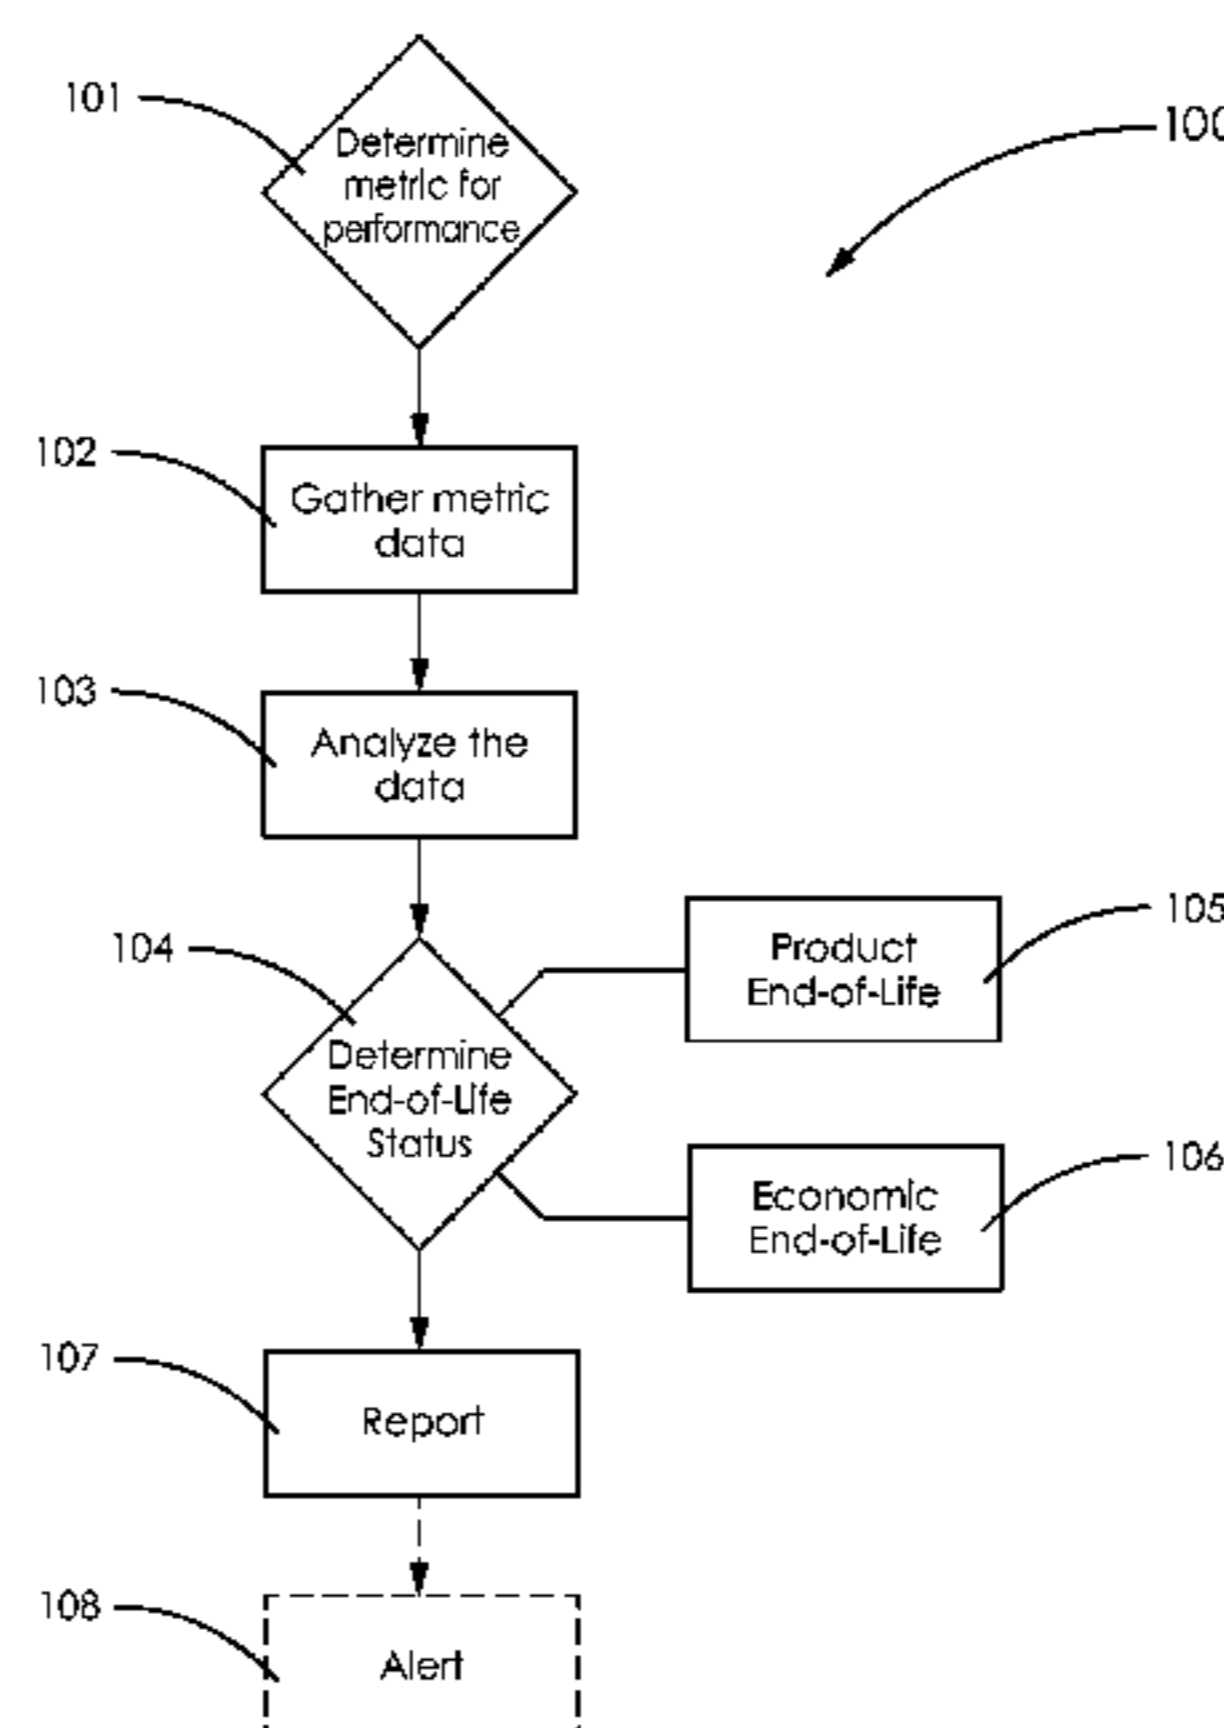 101
Determine
metric for
performance
100
102
Gather metric
data
103
Analyze the
data
104
Determine
End-of-Life
Status
Product
End-of-Life
105
Economic
End-of-Life
106
107
Report
108
Alert